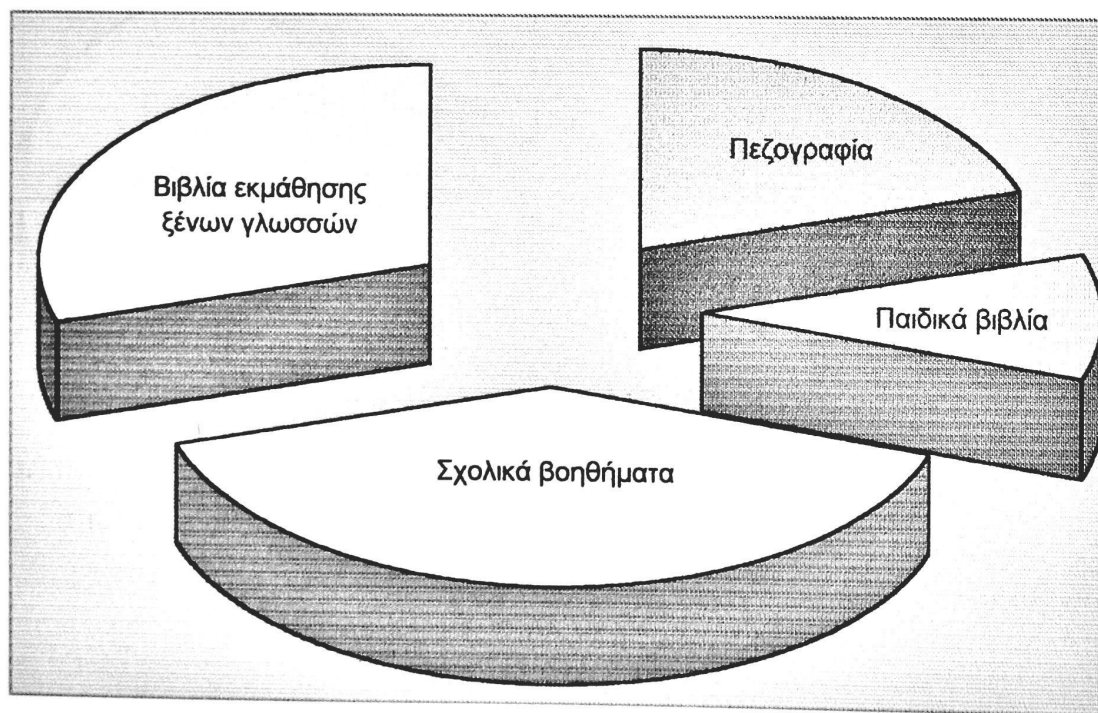 Πεζογραφία
Βιβλία εκμάθησης
ξένων γλωσσών
Παιδικά βιβλία
Σχολικά βοηθήματα